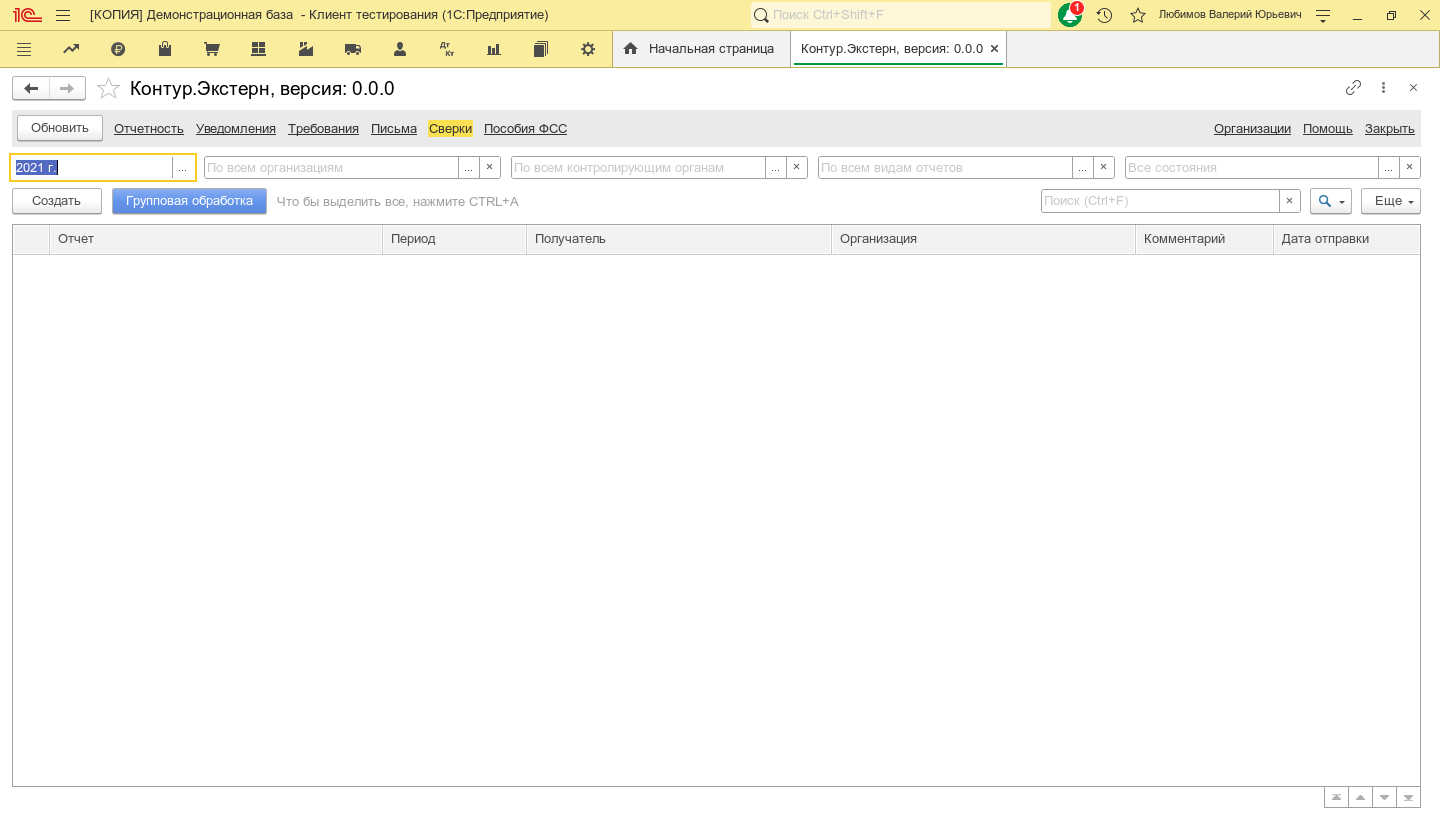 [КОПИЯ] Демонстрационная база - Клиент тестирования (1С:Предприятие) Поиск Ctrl+Shift+F 1 Любимов Валерий Юрьевич
Дт Кт Начальная страница Контур.Экстерн, версия: 0.0.0
Контур.Экстерн, версия: 0.0.0
Обновить Отчетность Уведомления Требования Письма Сверки Пособия ФСС Организации Помощь Закрыть
2021 г. ... По всем организациям ... × По всем контролирующим органам ... × По всем видам отчетов ... × Все состояния ... ×
Создать Групповая обработка Что бы выделить все, нажмите CTRL+A Поиск (Ctrl+F) × Еще
Отчет Период Получатель Организация Комментарий Дата отправки